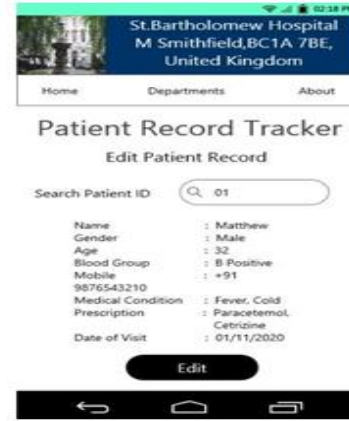 02:18 PM
St.Bartholomew Hospital
M Smithfield,BC1A 7BE,
United Kingdom
Home Departments About
Patient Record Tracker
Edit Patient Record
Search Patient ID 01
Name : Matthew
Gender : Male
Age : 32
Blood Group : B Positive
Mobile : +91
9876543210
Medical Condition : Fever, Cold
Prescription : Paracetemol,
Cetrizine
Date of Visit : 01/11/2020
Edit